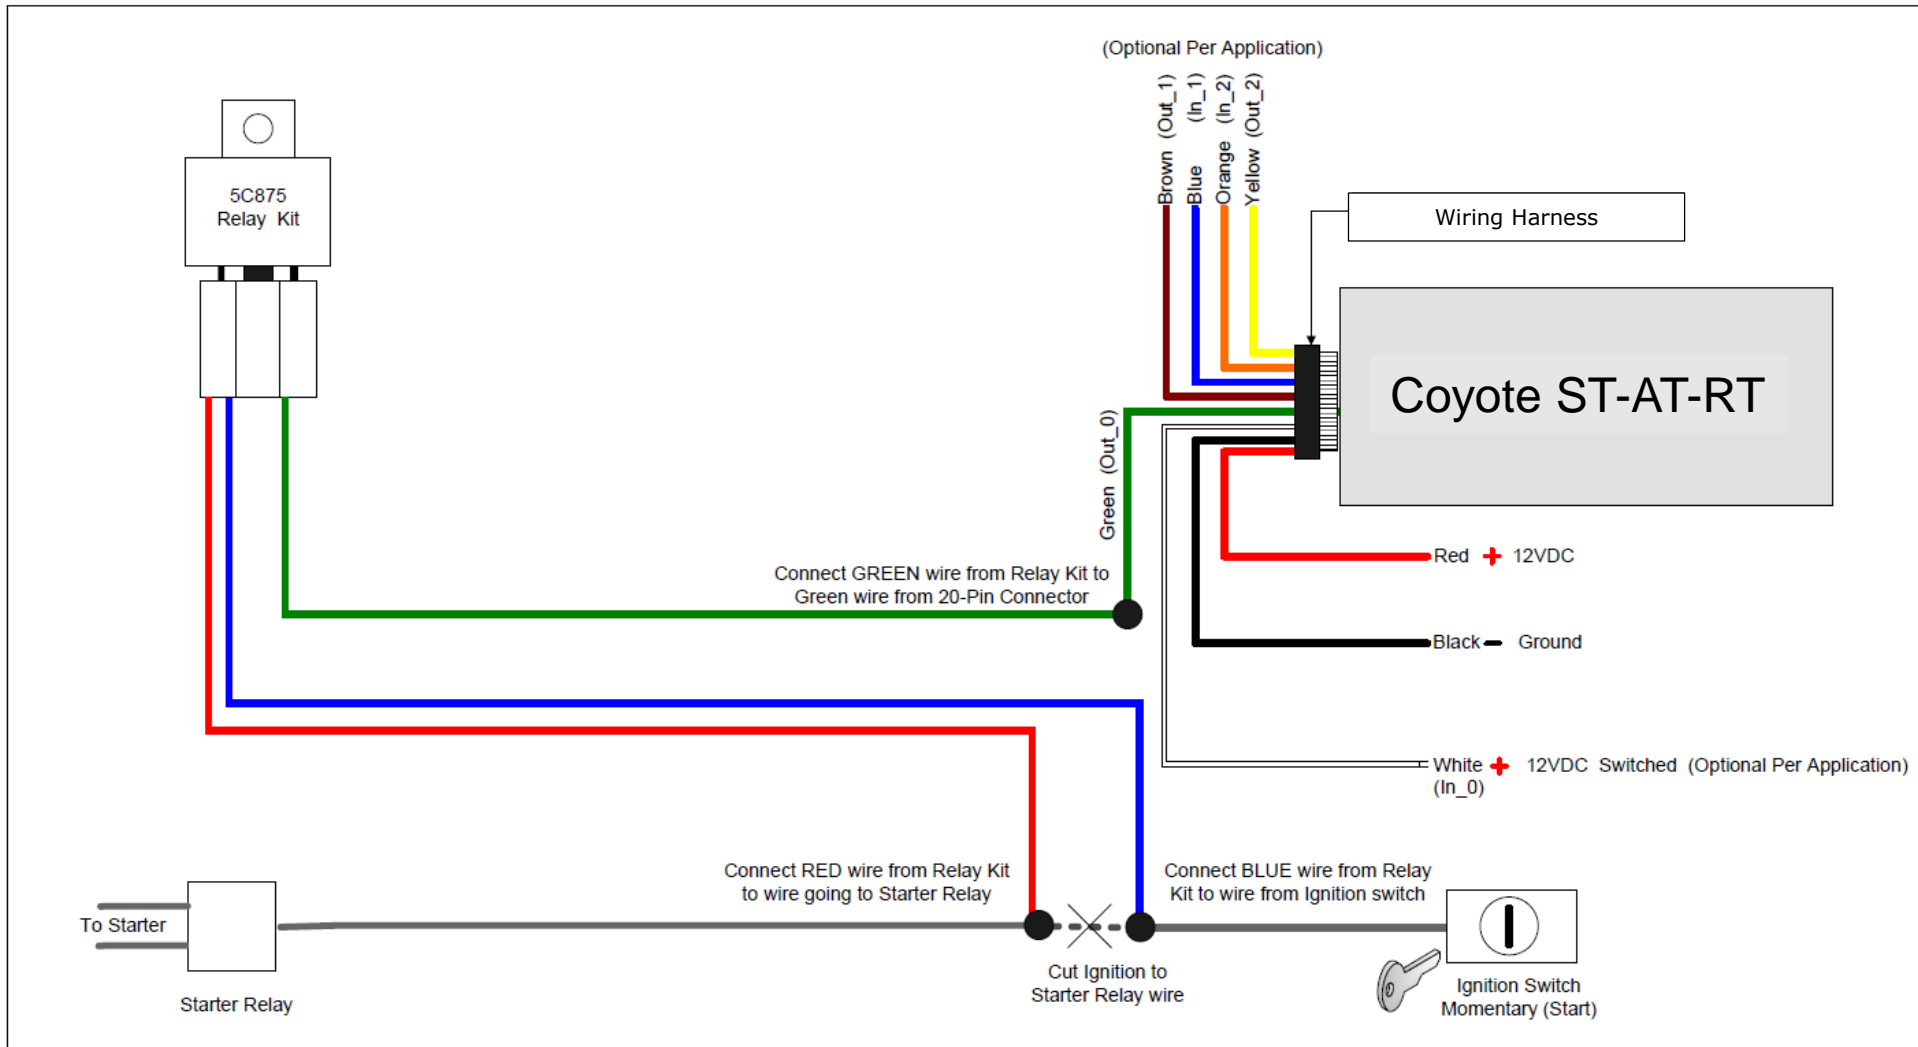 (Optional Per Application)
Brown (Out_1)
Blue (In_1)
Orange (In_2)
Yellow (Out_2)
5C875
Relay Kit
Wiring Harness
Coyote ST-AT-RT
Green (Out_0)
Connect GREEN wire from Relay Kit to
Green wire from 20-Pin Connector
Red + 12VDC
Black - Ground
White + 12VDC Switched (Optional Per Application)
(In_0)
Connect RED wire from Relay Kit
to wire going to Starter Relay
Connect BLUE wire from Relay
Kit to wire from Ignition switch
To Starter
Starter Relay
Cut Ignition to
Starter Relay wire
Ignition Switch
Momentary (Start)